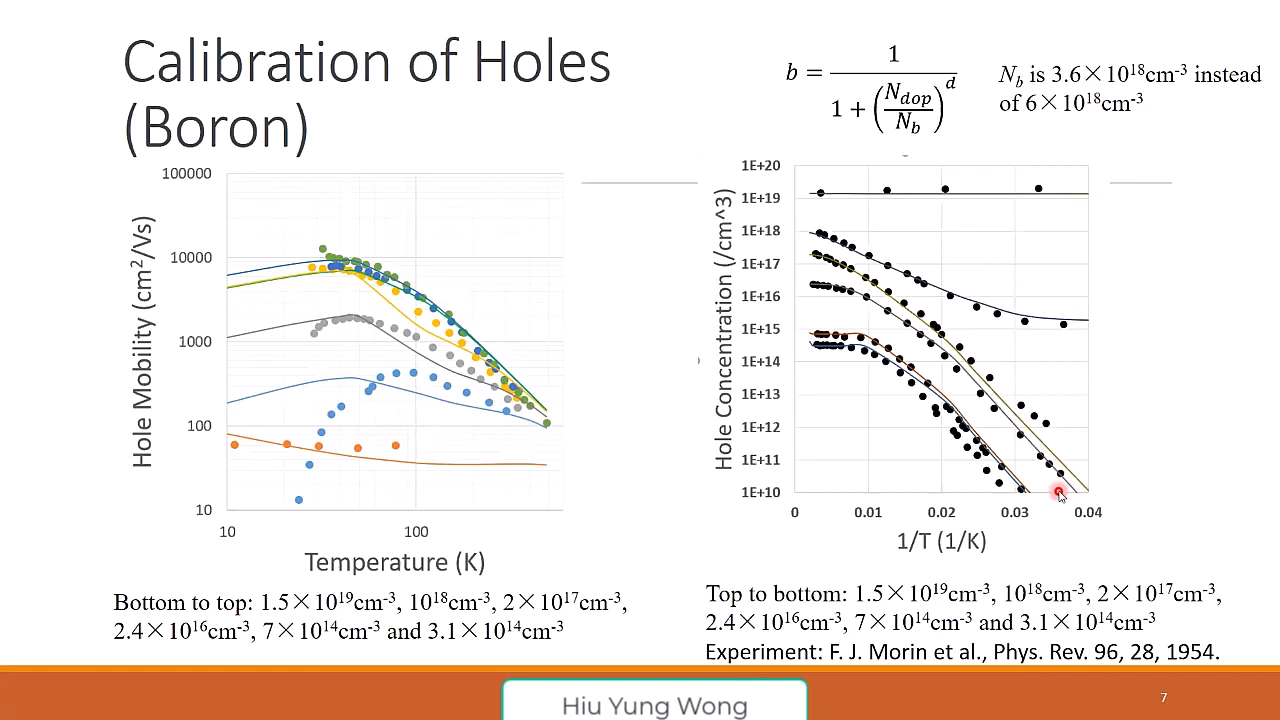 Calibration of Holes
(Boron)
b = 1 / (1 + (N_dop / N_b)^d)
N_b is 3.6×10^18cm^-3 instead
of 6×10^18cm^-3
100000
10000
1000
100
10
10
100
Hole Mobility (cm^2/Vs)
Temperature (K)
1E+20
1E+19
1E+18
1E+17
1E+16
1E+15
1E+14
1E+13
1E+12
1E+11
1E+10
0
0.01
0.02
0.03
0.04
Hole Concentration (/cm^3)
1/T (1/K)
Bottom to top: 1.5×10^19cm^-3, 10^18cm^-3, 2×10^17cm^-3,
2.4×10^16cm^-3, 7×10^14cm^-3 and 3.1×10^14cm^-3
Top to bottom: 1.5×10^19cm^-3, 10^18cm^-3, 2×10^17cm^-3,
2.4×10^16cm^-3, 7×10^14cm^-3 and 3.1×10^14cm^-3
Experiment: F. J. Morin et al., Phys. Rev. 96, 28, 1954.
Hiu Yung Wong
7